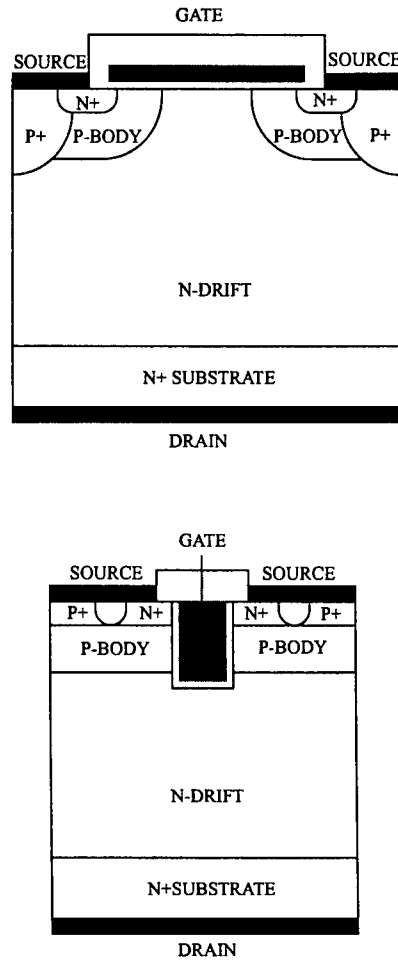 GATE
SOURCE SOURCE
N+ N+
P+ P-BODY P-BODY P+
N-DRIFT
N+ SUBSTRATE
DRAIN
GATE
SOURCE SOURCE
P+ N+ N+ P+
P-BODY P-BODY
N-DRIFT
N+SUBSTRATE
DRAIN